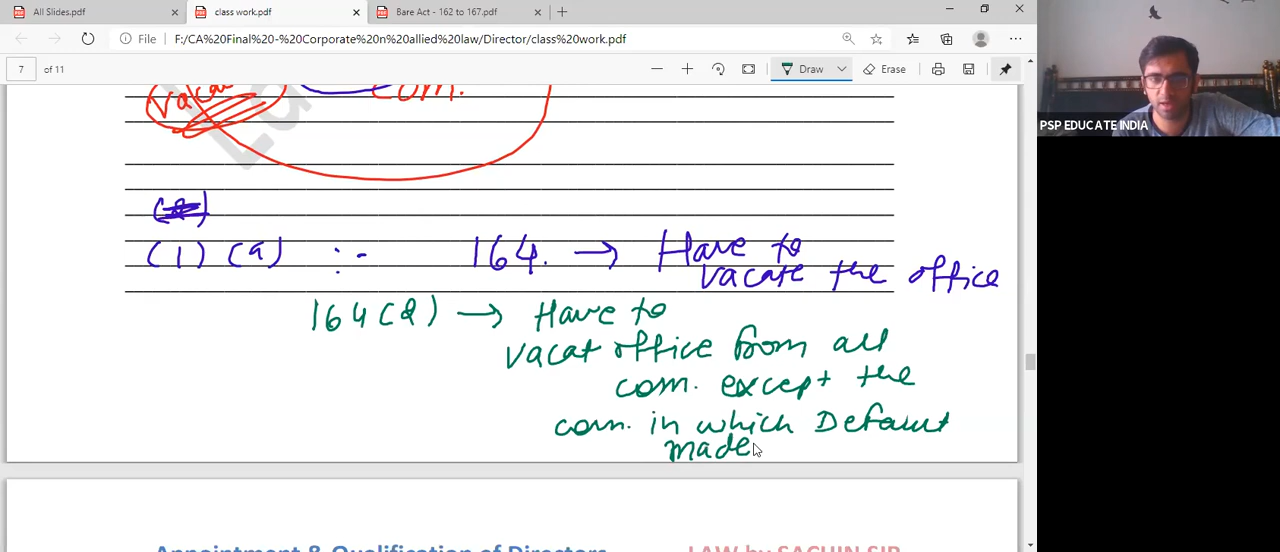 All Slides.pdf
class work.pdf
Bare Act - 162 to 167.pdf
File
F:/CA%20Final%20-%20Corporate%20n%20allied%20law/Director/class%20work.pdf
7 of 11
Draw
Erase
PSP EDUCATE INDIA
com.
(1) (a) :- 164. → Have to
vacate the office
164(2) → Have to
vacat office from all
com. except the
com. in which Default
made
Appointment & Qualification of Directors
LAW by SACHIN SIR